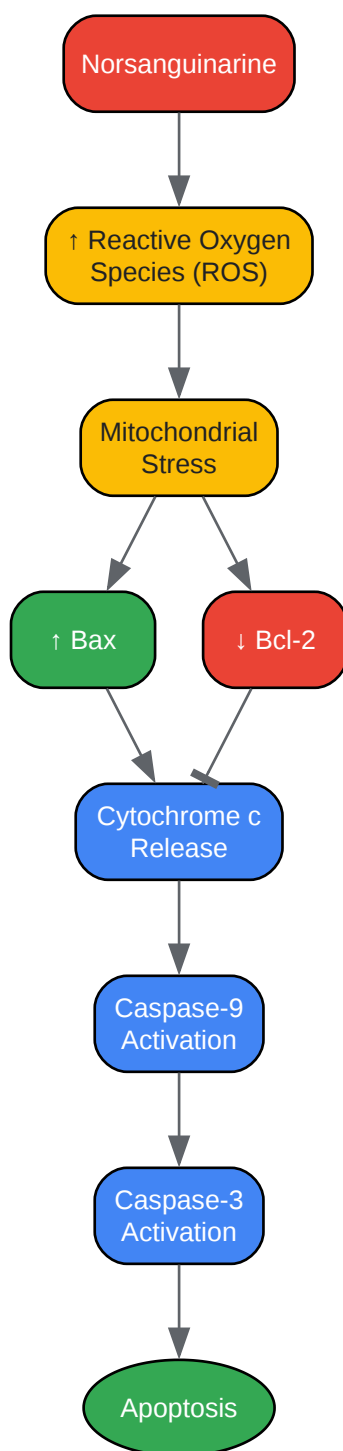 Norsanguinarine
↑ Reactive Oxygen
Species (ROS)
Mitochondrial
Stress
↑ Bax
↓ Bcl-2
Cytochrome c
Release
Caspase-9
Activation
Caspase-3
Activation
Apoptosis